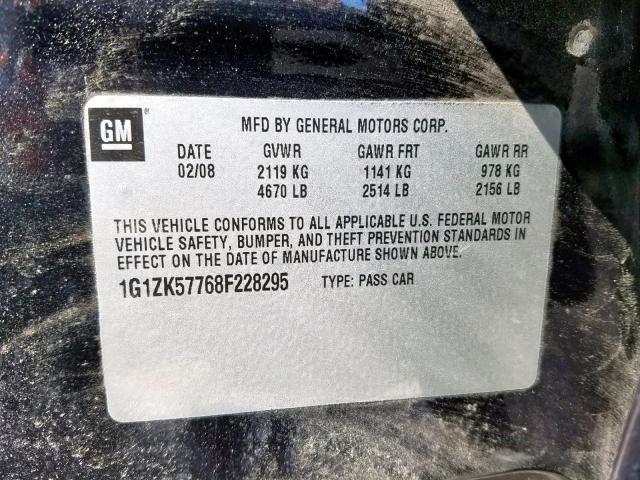 GM ®
MFD BY GENERAL MOTORS CORP.
DATE GVWR GAWR FRT GAWR RR
02/08 2119 KG 1141 KG 978 KG
4670 LB 2514 LB 2156 LB
THIS VEHICLE CONFORMS TO ALL APPLICABLE U.S. FEDERAL MOTOR
VEHICLE SAFETY, BUMPER, AND THEFT PREVENTION STANDARDS IN
EFFECT ON THE DATE OF MANUFACTURE SHOWN ABOVE.
1G1ZK57768F228295 TYPE: PASS CAR